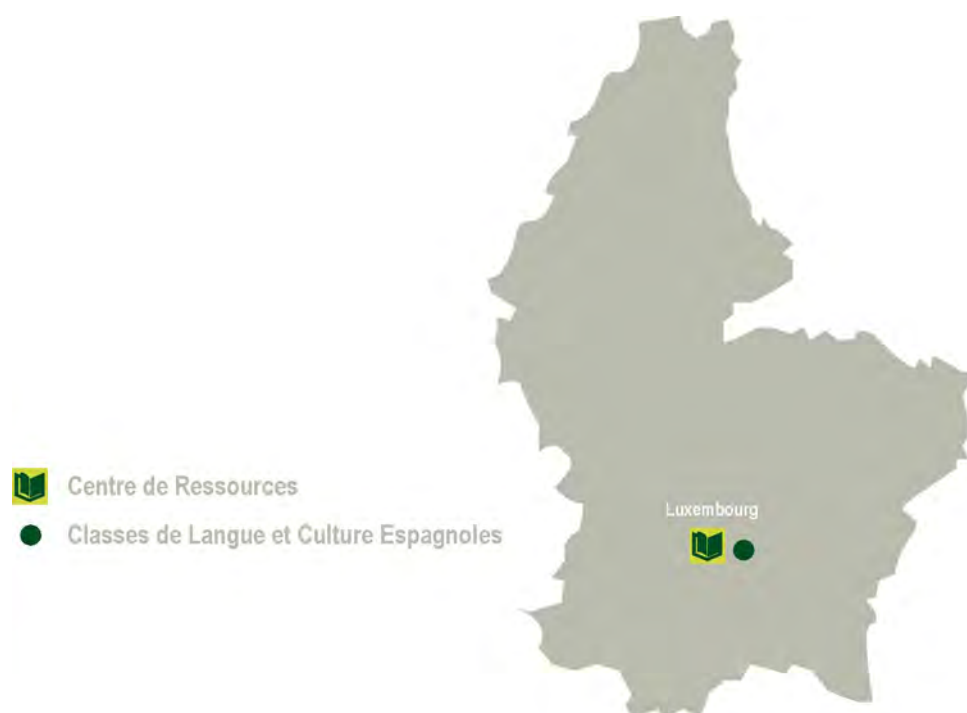 Centre de Ressources
Classes de Langue et Culture Espagnoles
Luxembourg